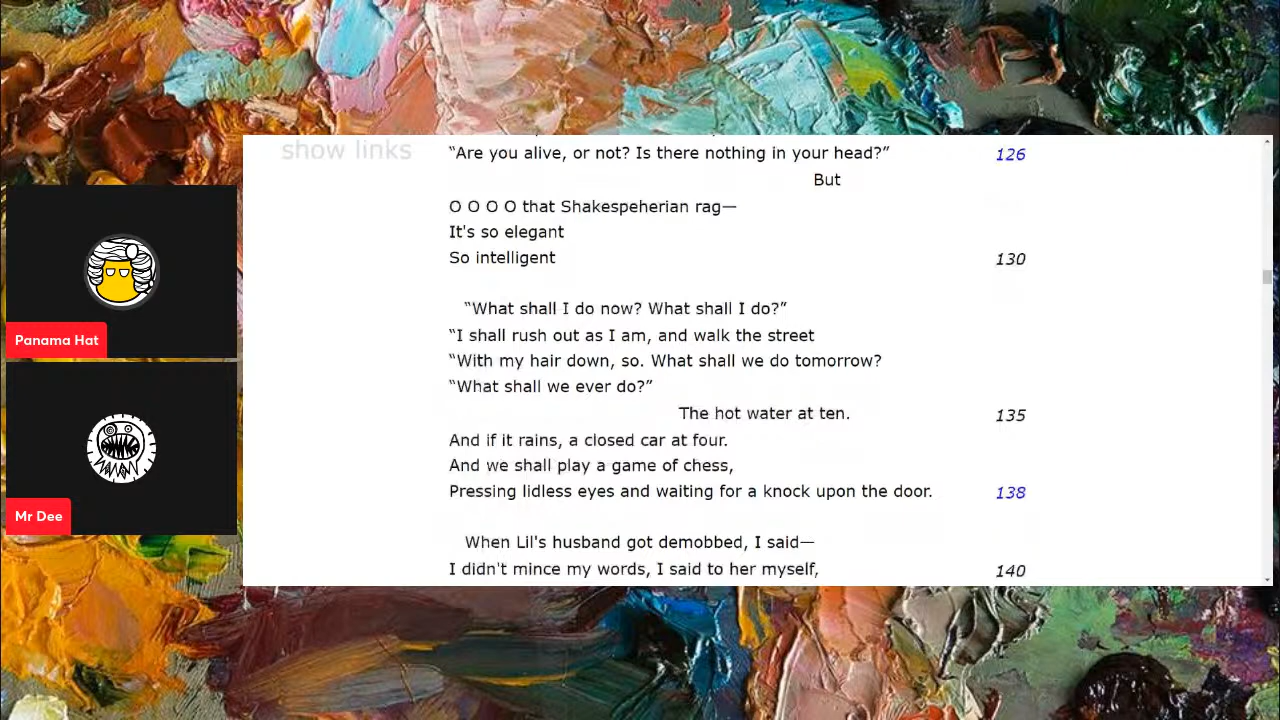 show links
“Are you alive, or not? Is there nothing in your head?” 126
But
O O O O that Shakespeherian rag—
It's so elegant
So intelligent 130
“What shall I do now? What shall I do?”
“I shall rush out as I am, and walk the street
“With my hair down, so. What shall we do tomorrow?
“What shall we ever do?”
The hot water at ten. 135
And if it rains, a closed car at four.
And we shall play a game of chess,
Pressing lidless eyes and waiting for a knock upon the door. 138
When Lil's husband got demobbed, I said—
I didn't mince my words, I said to her myself, 140
Panama Hat
Mr Dee